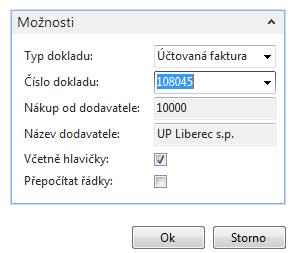 Možnosti
Typ dokladu: Účtovaná faktura
Číslo dokladu: 108045
Nákup od dodavatele: 10000
Název dodavatele: UP Liberec s.p.
Včetně hlavičky:
Přepočítat řádky:
Ok Storno